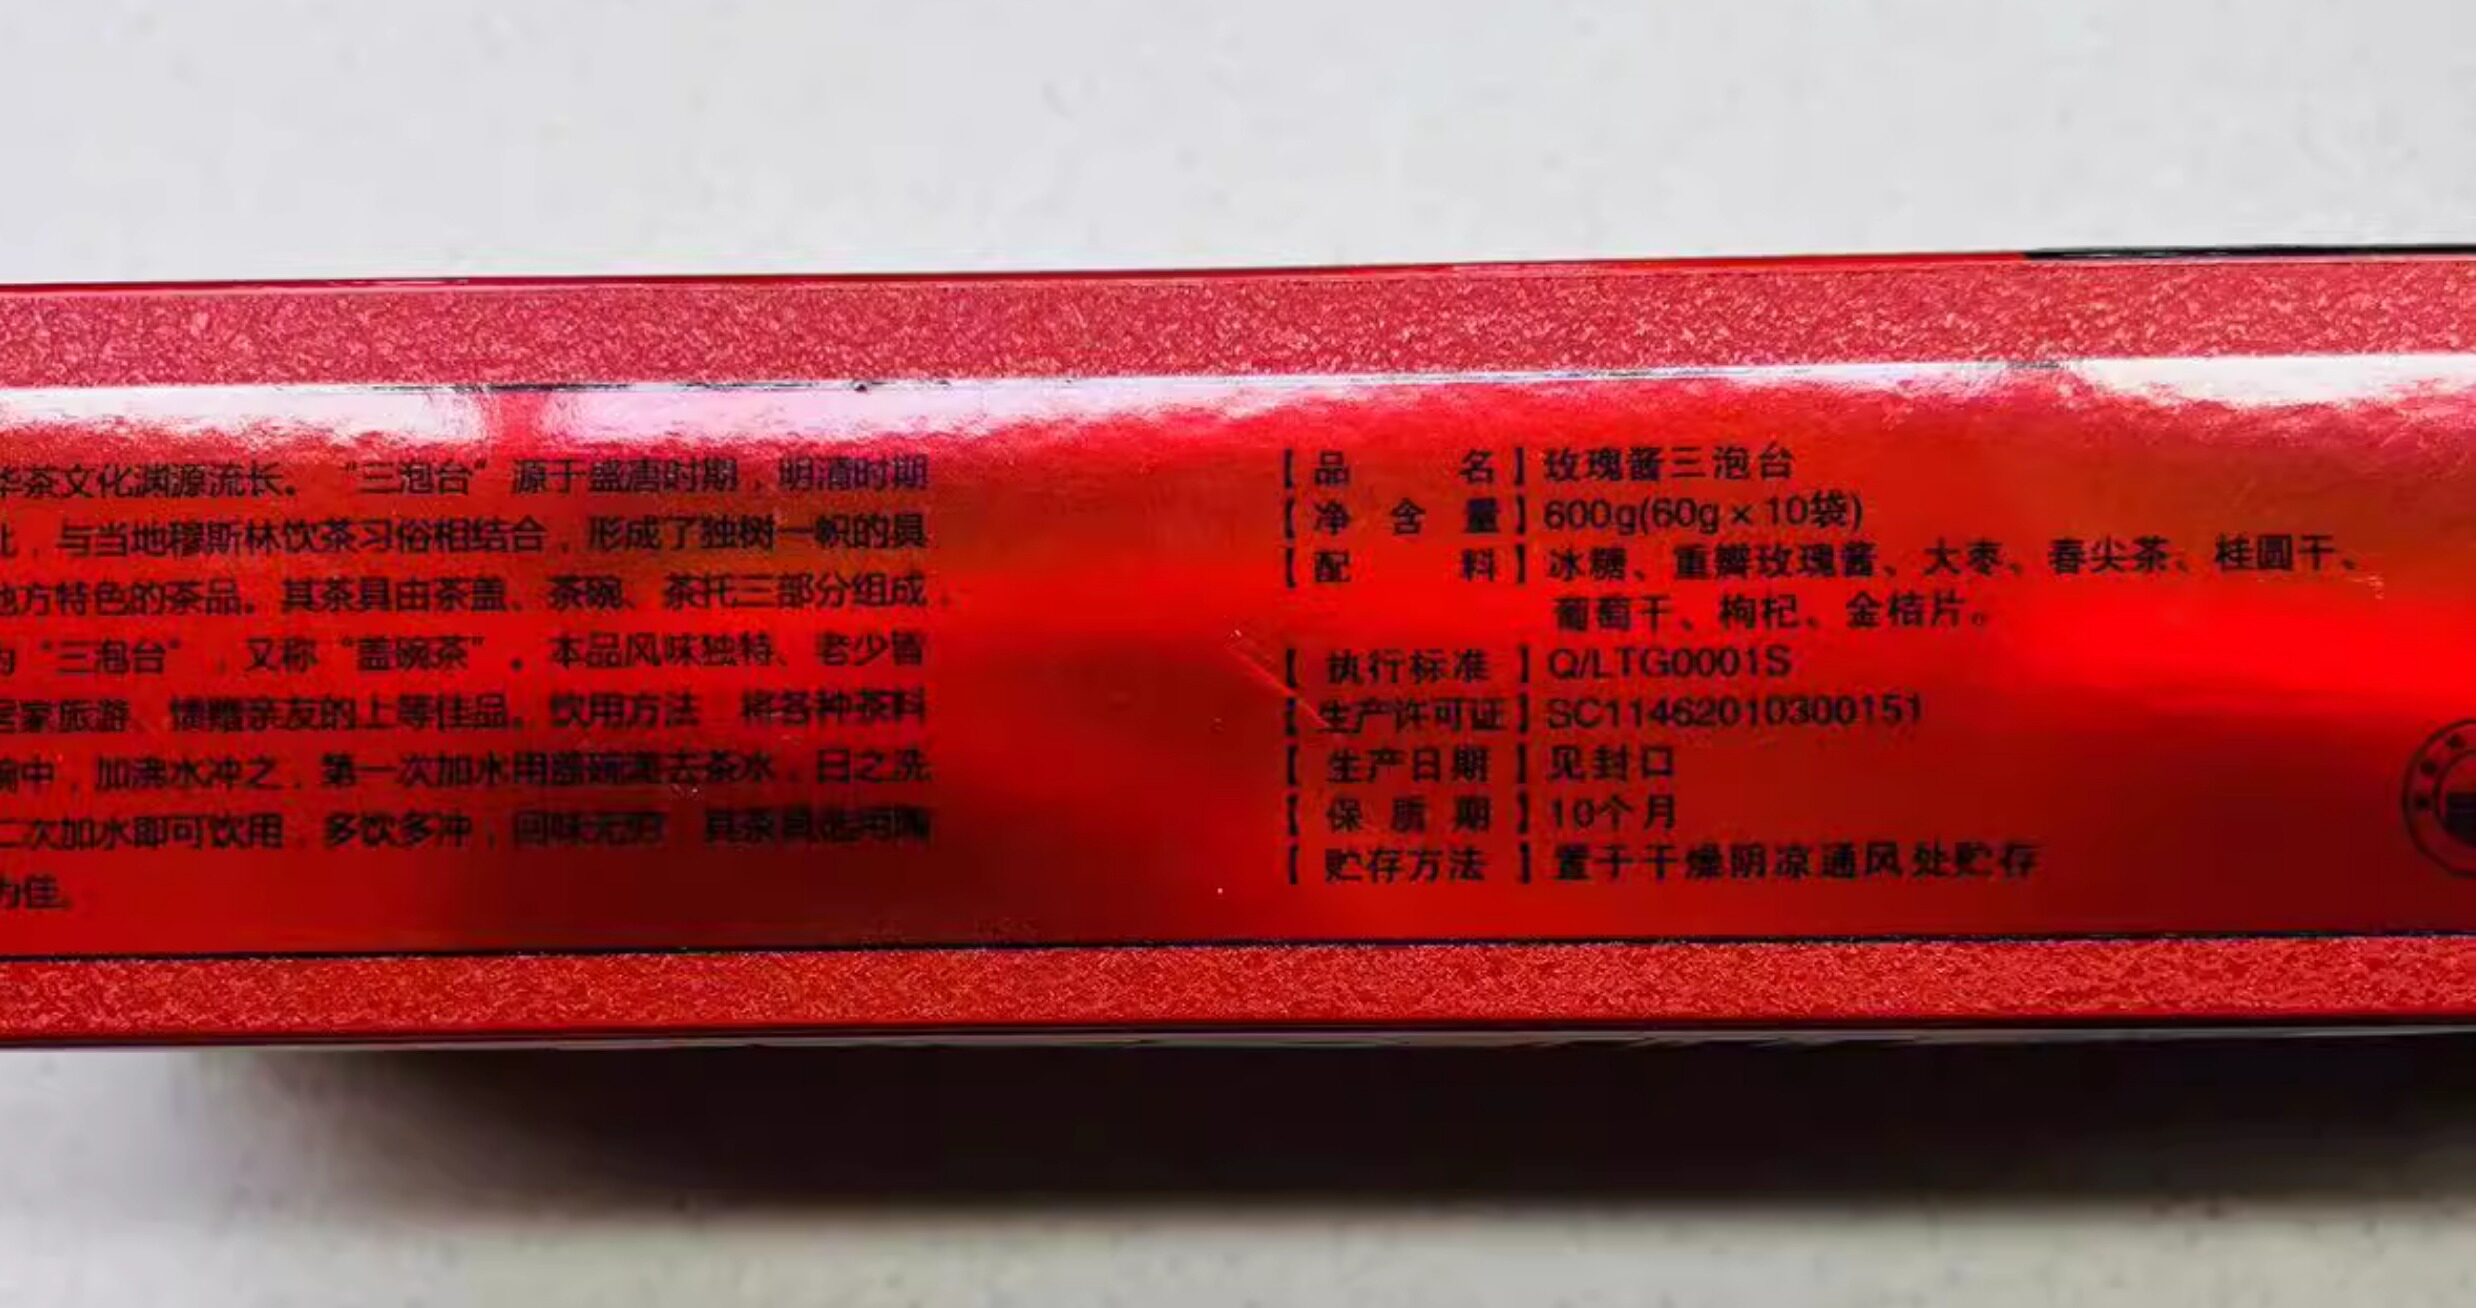 华茶文化渊源流长。“三泡台”源于盛唐时期,明清时期
此,与当地穆斯林饮茶习俗相结合,形成了独树一帜的具
地方特色的茶品。其茶具由茶盖、茶碗、茶托三部分组成,
为“三泡台”,又称“盖碗茶”。本品风味独特、老少皆
居家旅游、馈赠亲友的上等佳品。饮用方法 将各种茶料
碗中,加沸水冲之,第一次加水用盖碗滗去茶水,日之洗
二次加水即可饮用,多饮多冲,回味无穷 其茶具选用陶
为佳。
【品名】玫瑰酱三泡台
【净含量】600g(60g×10袋)
【配料】冰糖、重瓣玫瑰酱、大枣、春尖茶、桂圆干、
葡萄干、枸杞、金桔片。
【执行标准】Q/LTG0001S
【生产许可证】SC11462010300151
【生产日期】见封口
【保质期】10个月
【贮存方法】置于干燥阴凉通风处贮存